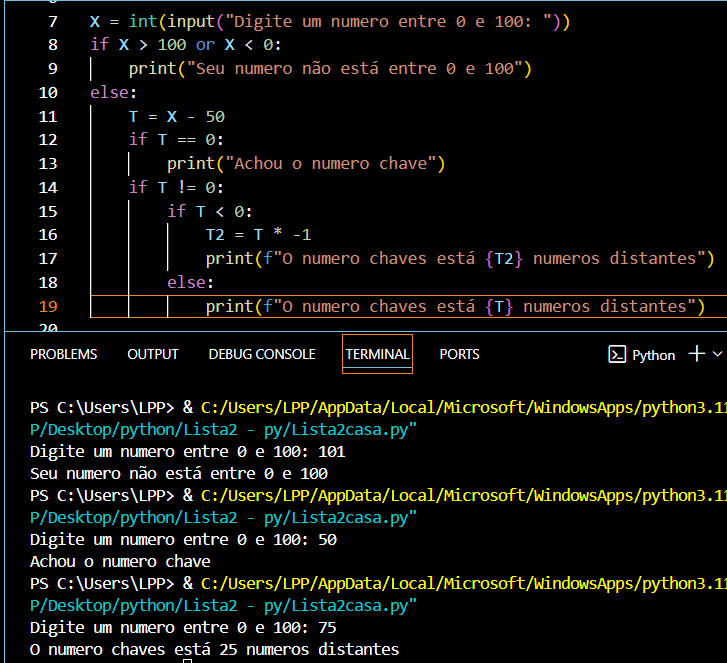 7 X = int(input("Digite um numero entre 0 e 100: "))
8 if X > 100 or X < 0:
9 print("Seu numero não está entre 0 e 100")
10 else:
11 T = X - 50
12 if T == 0:
13 print("Achou o numero chave")
14 if T != 0:
15 if T < 0:
16 T2 = T * -1
17 print(f"O numero chaves está {T2} numeros distantes")
18 else:
19 print(f"O numero chaves está {T} numeros distantes")
20
PROBLEMS OUTPUT DEBUG CONSOLE TERMINAL PORTS Python
PS C:\Users\LPP> & C:/Users/LPP/AppData/Local/Microsoft/WindowsApps/python3.11
P/Desktop/python/Lista2 - py/Lista2casa.py"
Digite um numero entre 0 e 100: 101
Seu numero não está entre 0 e 100
PS C:\Users\LPP> & C:/Users/LPP/AppData/Local/Microsoft/WindowsApps/python3.11
P/Desktop/python/Lista2 - py/Lista2casa.py"
Digite um numero entre 0 e 100: 50
Achou o numero chave
PS C:\Users\LPP> & C:/Users/LPP/AppData/Local/Microsoft/WindowsApps/python3.11
P/Desktop/python/Lista2 - py/Lista2casa.py"
Digite um numero entre 0 e 100: 75
O numero chaves está 25 numeros distantes